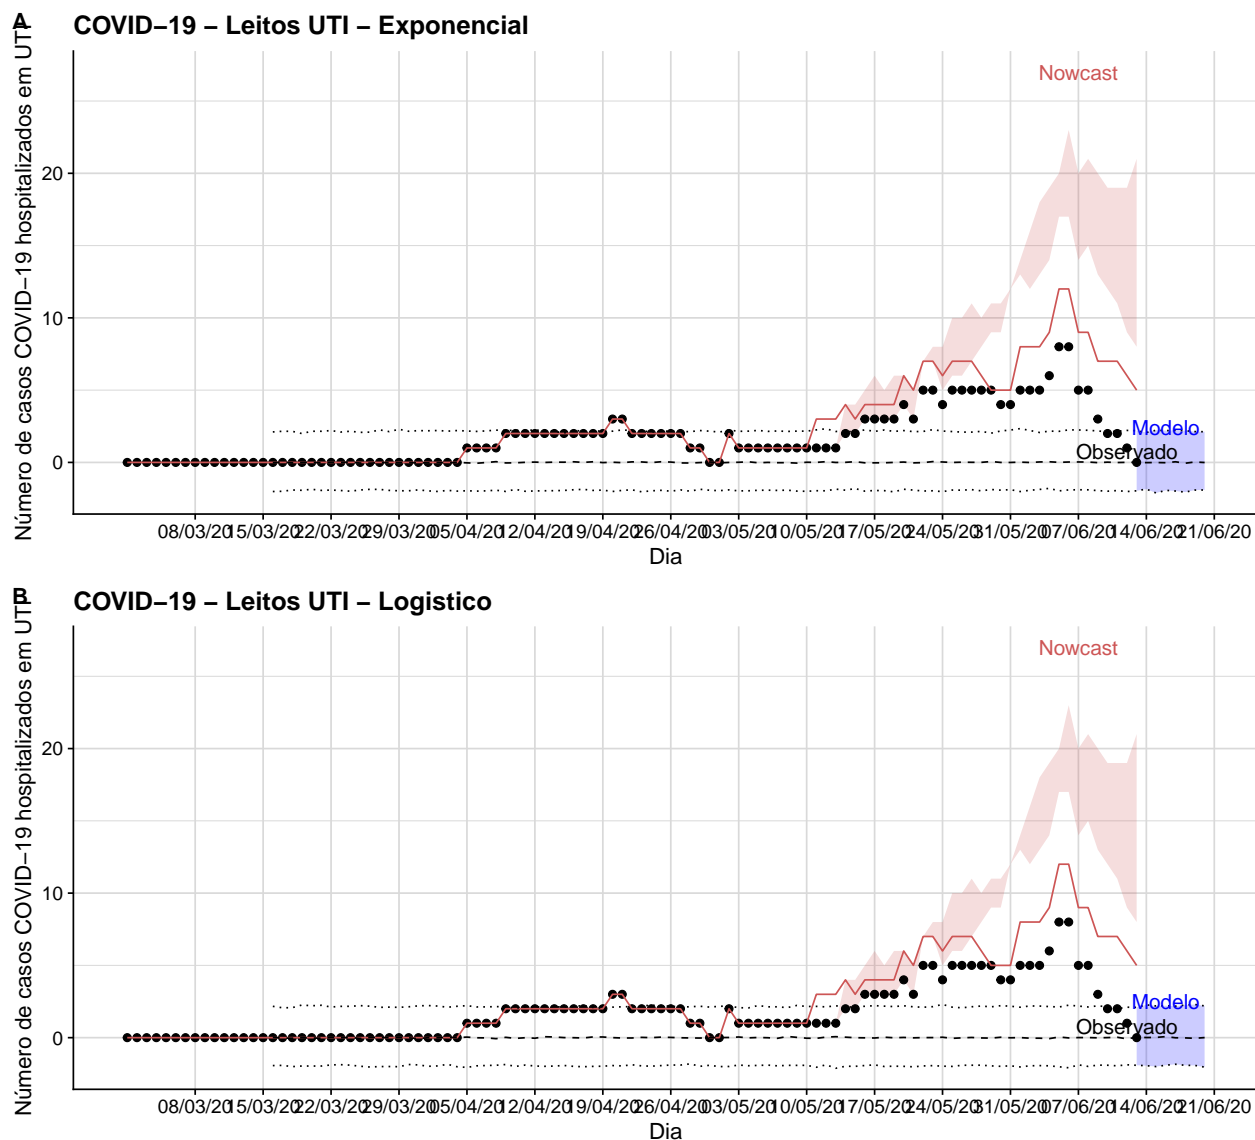 A
COVID–19 – Leitos UTI – Exponencial
Número de casos COVID–19 hospitalizados em UTI
Nowcast
20
10
0
Modelo
Observado
08/03/20 15/03/20 22/03/20 29/03/20 05/04/20 12/04/20 19/04/20 26/04/20 03/05/20 10/05/20 17/05/20 24/05/20 31/05/20 07/06/20 14/06/20 21/06/20
Dia
B
COVID–19 – Leitos UTI – Logistico
Número de casos COVID–19 hospitalizados em UTI
Nowcast
20
10
0
Modelo
Observado
08/03/20 15/03/20 22/03/20 29/03/20 05/04/20 12/04/20 19/04/20 26/04/20 03/05/20 10/05/20 17/05/20 24/05/20 31/05/20 07/06/20 14/06/20 21/06/20
Dia